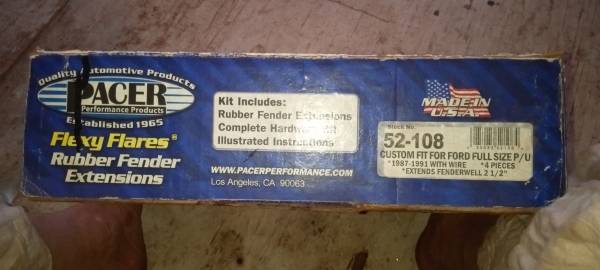 Quality Automotive Products
PACER
Performance Products
Established 1965
Flexy Flares®
Rubber Fender
Extensions
Kit Includes:
Rubber Fender Extensions
Complete Hardware Kit
Illustrated Instructions
WWW.PACERPERFORMANCE.COM
Los Angeles, CA 90063
MADE IN
U.S.A.
Stock No.
52-108
CUSTOM FIT FOR FORD FULL SIZE P/U
*1987-1991 WITH WIRE *4 PIECES
*EXTENDS FENDERWELL 2 1/2"